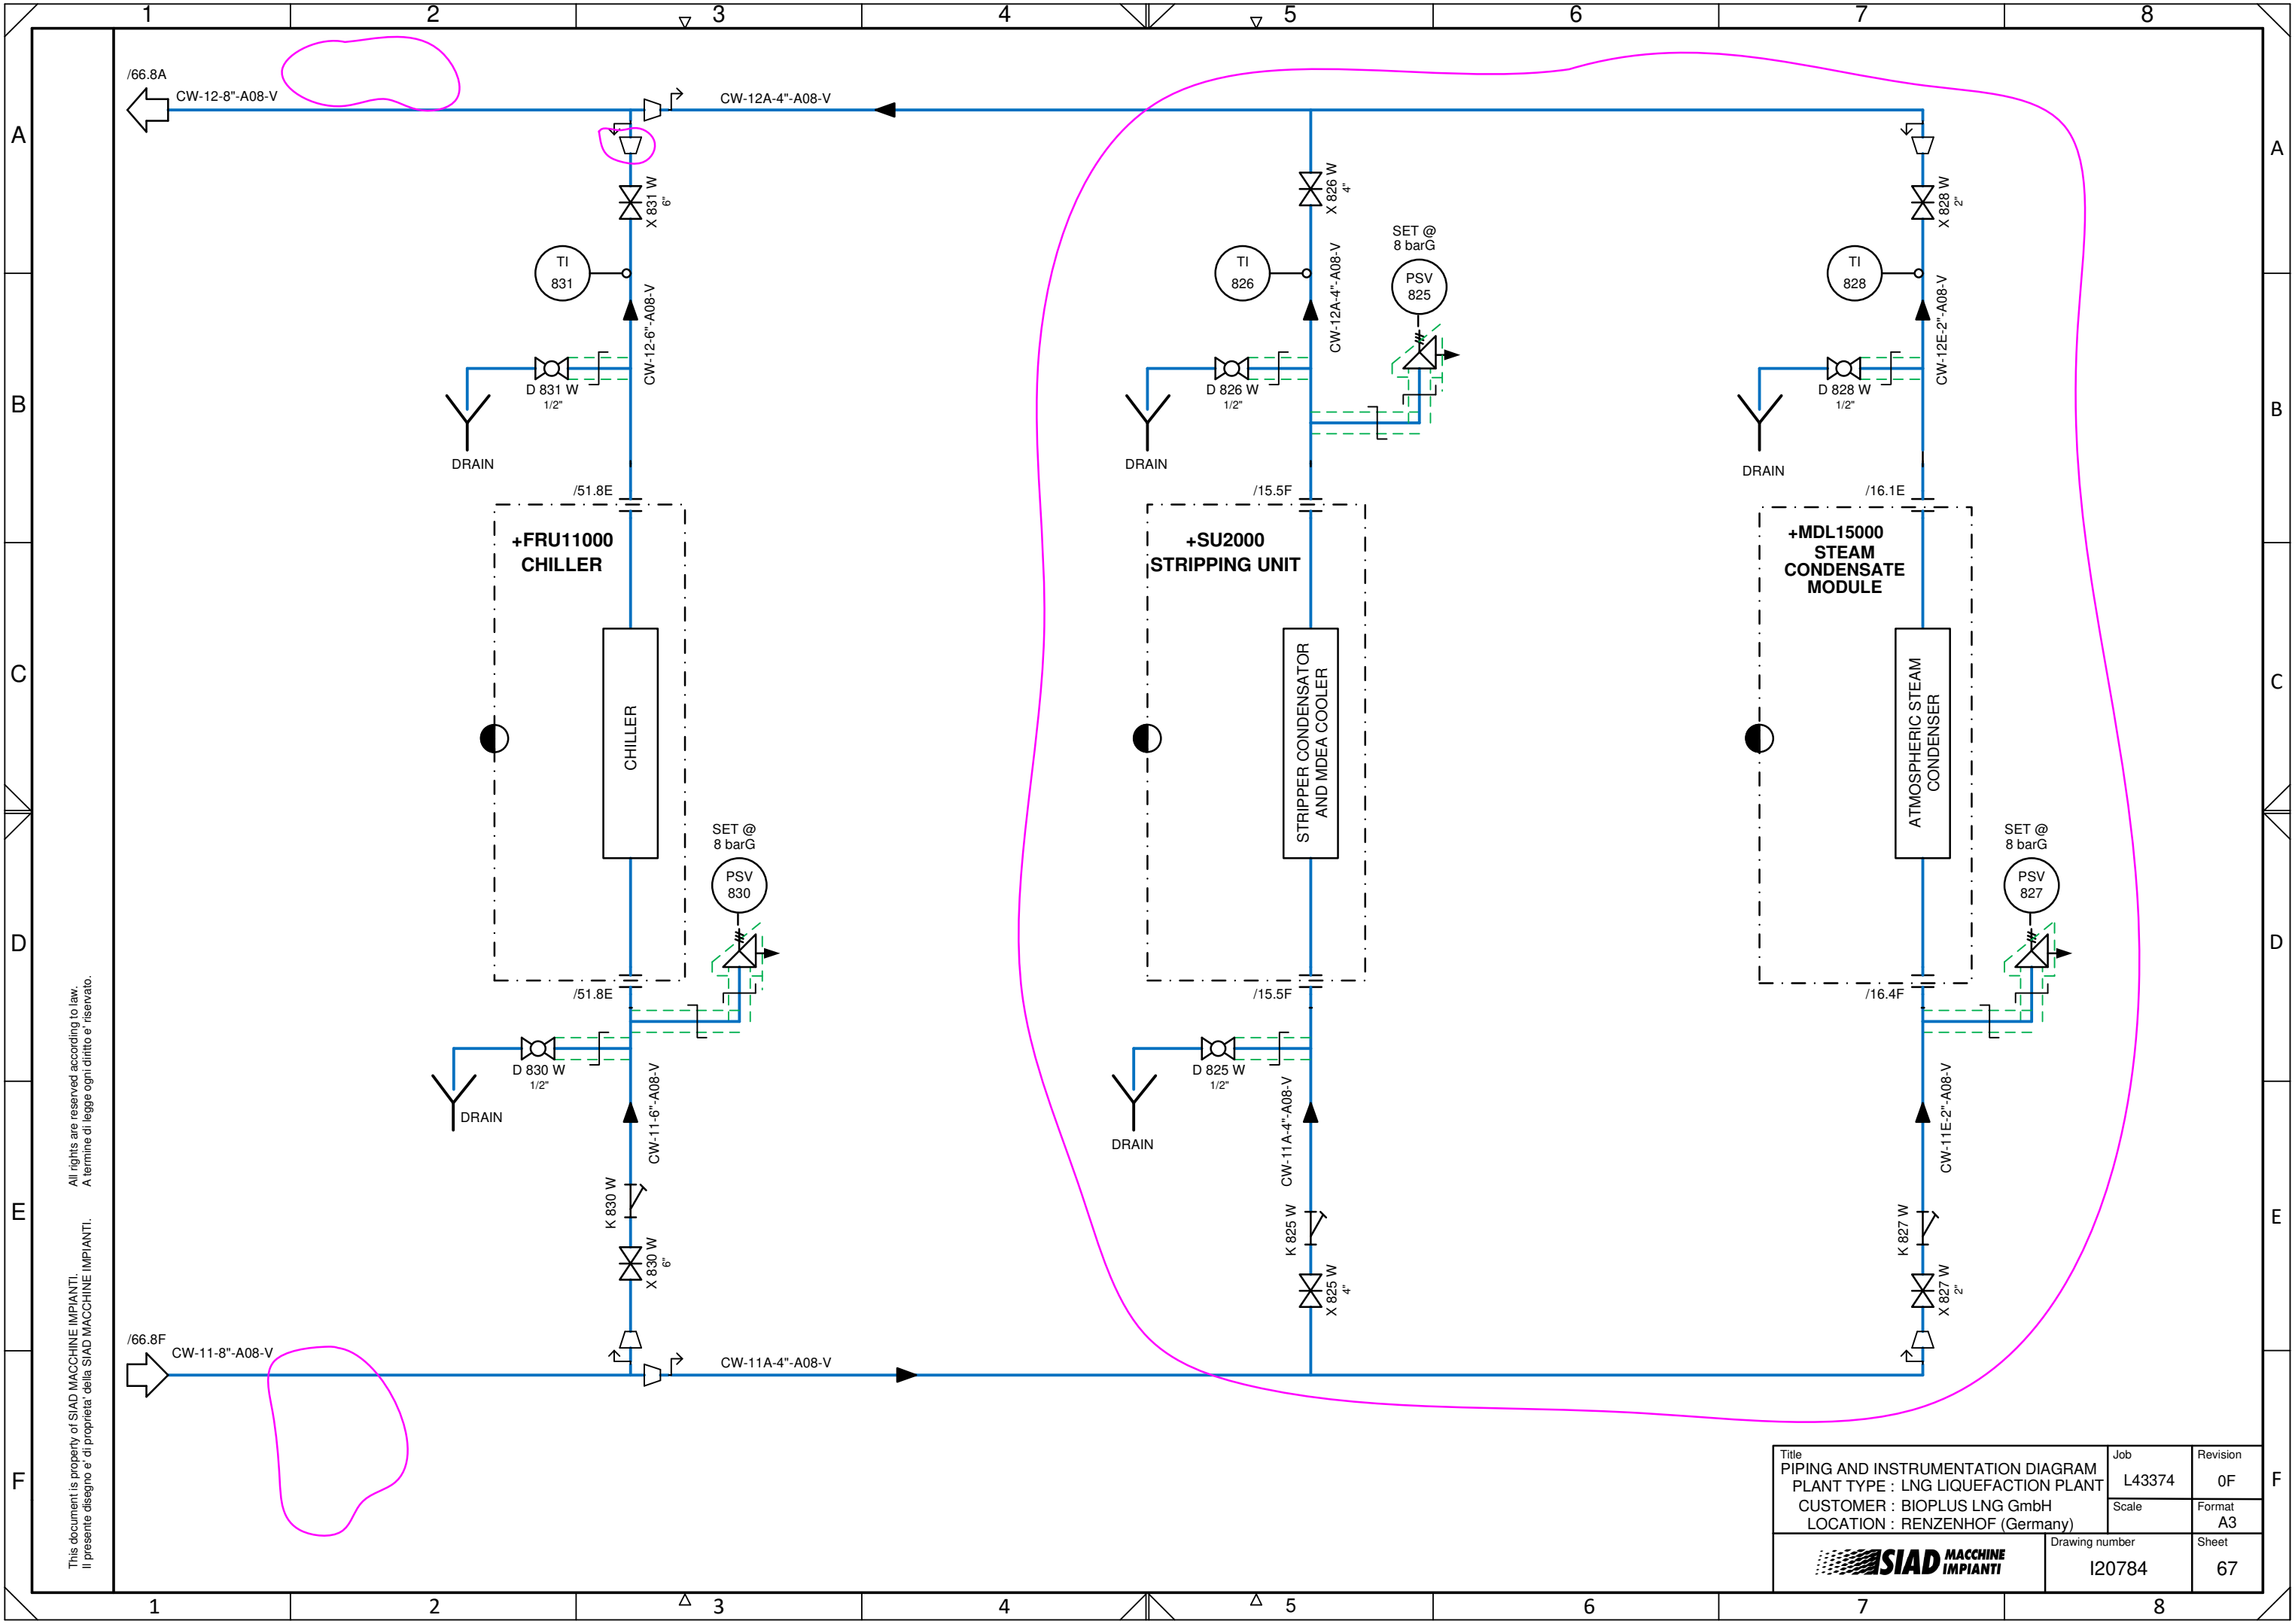 1 2 3 4 5 6 7 8
A
B
C
D
E
F
A
B
C
D
E
F
/66.8A
CW-12-8"-A08-V
CW-12A-4"-A08-V
X 831 W
6"
TI
831
CW-12-6"-A08-V
D 831 W
1/2"
DRAIN
/51.8E
+FRU11000
CHILLER
CHILLER
SET @
8 barG
PSV
830
/51.8E
D 830 W
1/2"
DRAIN
CW-11-6"-A08-V
K 830 W
X 830 W
6"
/66.8F
CW-11-8"-A08-V
CW-11A-4"-A08-V
X 826 W
4"
TI
826
CW-12A-4"-A08-V
SET @
8 barG
PSV
825
D 826 W
1/2"
DRAIN
/15.5F
+SU2000
STRIPPING UNIT
STRIPPER CONDENSATOR
AND MDEA COOLER
/15.5F
D 825 W
1/2"
DRAIN
CW-11A-4"-A08-V
K 825 W
X 825 W
4"
X 828 W
2"
TI
828
CW-12E-2"-A08-V
D 828 W
1/2"
DRAIN
/16.1E
+MDL15000
STEAM
CONDENSATE
MODULE
ATMOSPHERIC STEAM
CONDENSER
SET @
8 barG
PSV
827
/16.4F
CW-11E-2"-A08-V
K 827 W
X 827 W
2"
All rights are reserved according to law.
A termine di legge ogni diritto e' riservato.
This document is property of SIAD MACCHINE IMPIANTI.
Il presente disegno e' di proprieta' della SIAD MACCHINE IMPIANTI.
Title
PIPING AND INSTRUMENTATION DIAGRAM
PLANT TYPE : LNG LIQUEFACTION PLANT
CUSTOMER : BIOPLUS LNG GmbH
LOCATION : RENZENHOF (Germany)
Job
L43374
Revision
0F
Scale
Format
A3
SIAD MACCHINE
IMPIANTI
Drawing number
I20784
Sheet
67
1 2 3 4 5 6 7 8